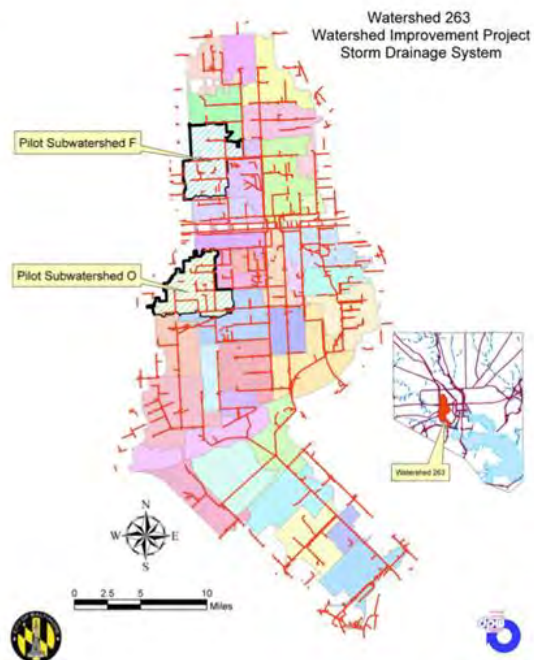 Watershed 263
Watershed Improvement Project
Storm Drainage System
Pilot Subwatershed F
Pilot Subwatershed O
Watershed 263
N
W E
S
0 2.5 5 10
Miles